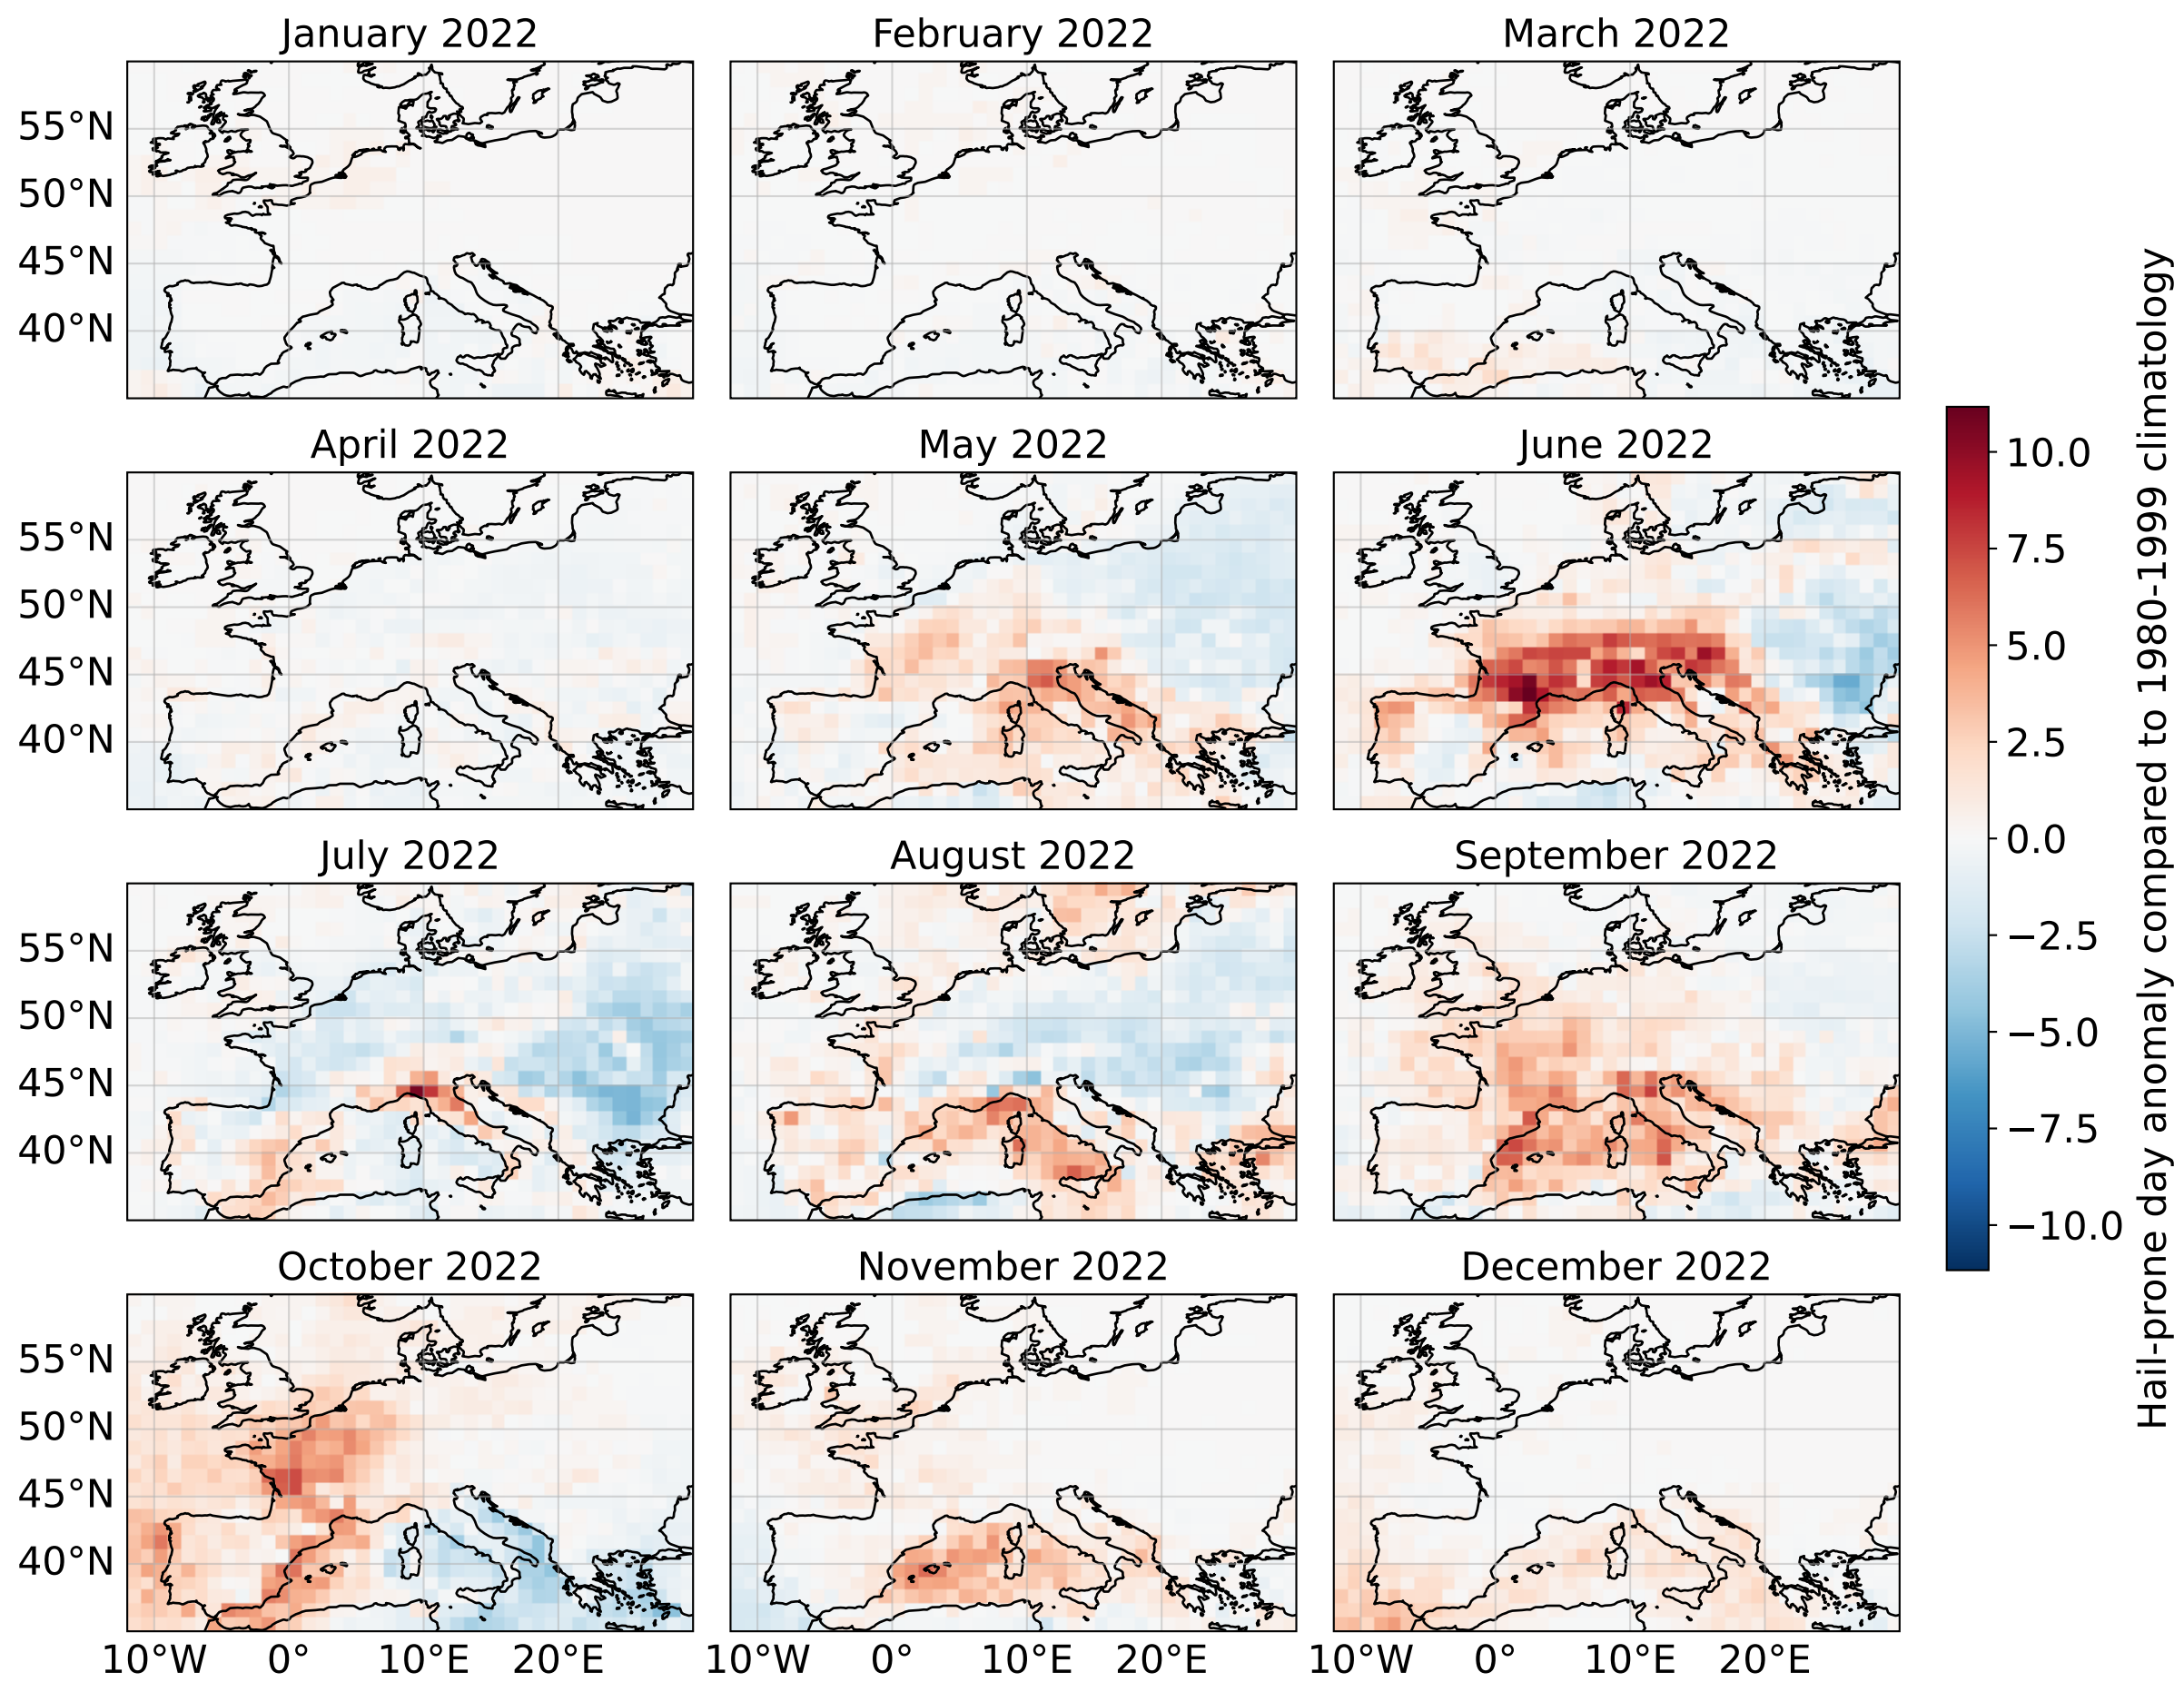 January 2022
February 2022
March 2022
55°N
50°N
45°N
40°N
April 2022
May 2022
June 2022
55°N
50°N
45°N
40°N
July 2022
August 2022
September 2022
55°N
50°N
45°N
40°N
October 2022
November 2022
December 2022
55°N
50°N
45°N
40°N
10°W 0° 10°E 20°E
10°W 0° 10°E 20°E
10°W 0° 10°E 20°E
10.0
7.5
5.0
2.5
0.0
−2.5
−5.0
−7.5
−10.0
Hail-prone day anomaly compared to 1980-1999 climatology